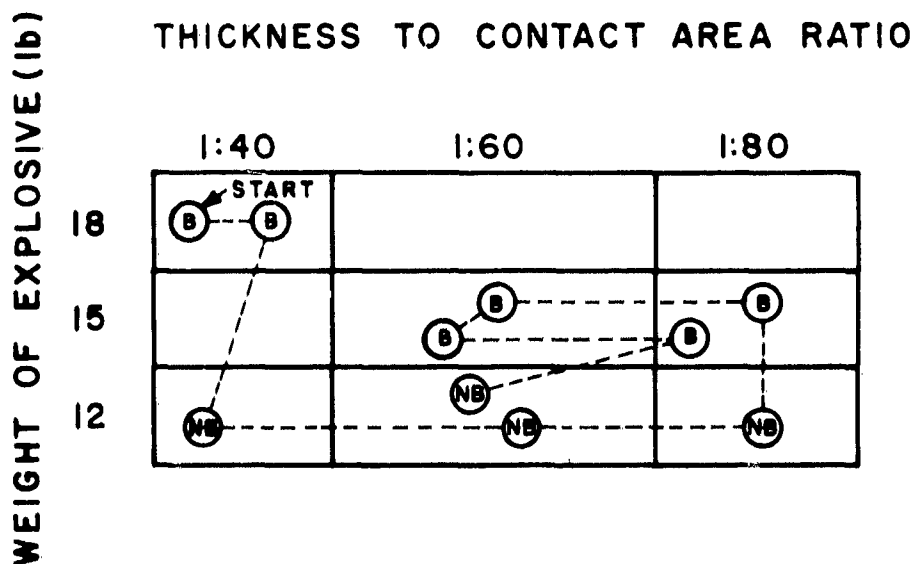 WEIGHT OF EXPLOSIVE (lb)
THICKNESS TO CONTACT AREA RATIO
1:40 1:60 1:80
START
18 B B
15 B B
B B
12 NB
NB NB NB